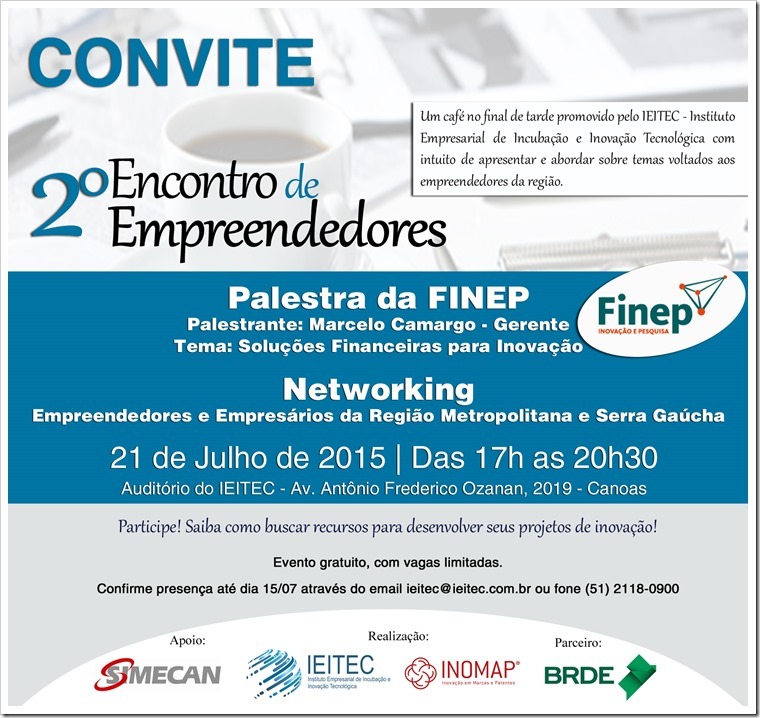 CONVITE
Um café no final de tarde promovido pelo IEITEC - Instituto
Empresarial de Incubação e Inovação Tecnológica com
intuito de apresentar e abordar sobre temas voltados aos
empreendedores da região.
2º Encontro de
Empreendedores
Palestra da FINEP
Palestrante: Marcelo Camargo - Gerente
Tema: Soluções Financeiras para Inovação
Finep
INOVAÇÃO E PESQUISA
Networking
Empreendedores e Empresários da Região Metropolitana e Serra Gaúcha
21 de Julho de 2015 | Das 17h as 20h30
Auditório do IEITEC - Av. Antônio Frederico Ozanan, 2019 - Canoas
Participe! Saiba como buscar recursos para desenvolver seus projetos de inovação!
Evento gratuito, com vagas limitadas.
Confirme presença até dia 15/07 através do email ieitec@ieitec.com.br ou fone (51) 2118-0900
Apoio:
SIMECAN
Realização:
IEITEC
Instituto Empresarial de Incubação e
Inovação Tecnológica
INOMAP®
Inovação em Marcas e Patentes
Parceiro:
BRDE